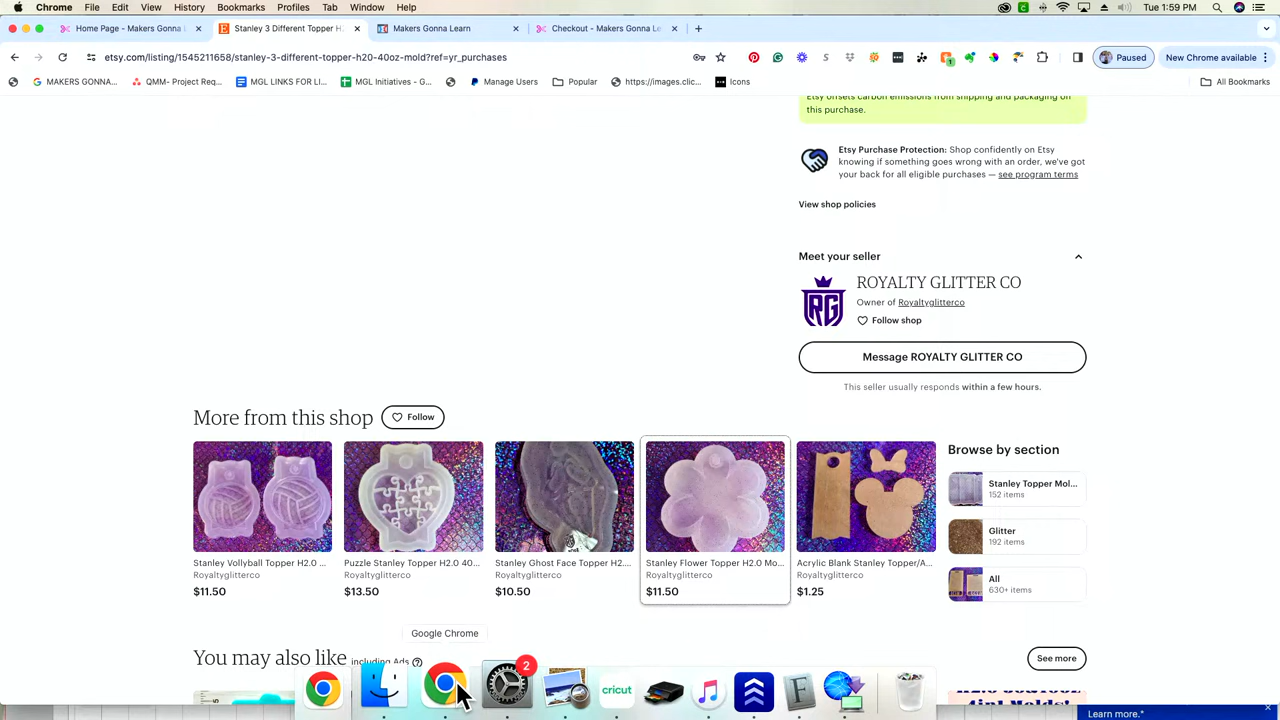 Chrome File Edit View History Bookmarks Profiles Tab Window Help
Tue 1:59 PM
Home Page - Makers Gonna L
Stanley 3 Different Topper H
Makers Gonna Learn
Checkout - Makers Gonna Le
etsy.com/listing/1545211658/stanley-3-different-topper-h20-40oz-mold?ref=yr_purchases
Paused
New Chrome available
MAKERS GONNA...
QMM- Project Req...
MGL LINKS FOR LI...
MGL Initiatives - G...
Manage Users
Popular
https://images.clic...
Icons
All Bookmarks
Etsy offsets carbon emissions from shipping and packaging on
this purchase.
Etsy Purchase Protection: Shop confidently on Etsy
knowing if something goes wrong with an order, we've got
your back for all eligible purchases — see program terms
View shop policies
Meet your seller
RG
ROYALTY GLITTER CO
Owner of Royaltyglitterco
Follow shop
Message ROYALTY GLITTER CO
This seller usually responds within a few hours.
More from this shop
Follow
Stanley Vollyball Topper H2.0 ...
Royaltyglitterco
$11.50
Puzzle Stanley Topper H2.0 40...
Royaltyglitterco
$13.50
Stanley Ghost Face Topper H2....
Royaltyglitterco
$10.50
Stanley Flower Topper H2.0 Mo...
Royaltyglitterco
$11.50
Acrylic Blank Stanley Topper/A...
Royaltyglitterco
$1.25
Browse by section
Stanley Topper Mol...
152 items
Glitter
192 items
All
630+ items
Google Chrome
You may also like including Ads
See more
2
cricut
4in1 Molds!
Learn more.*